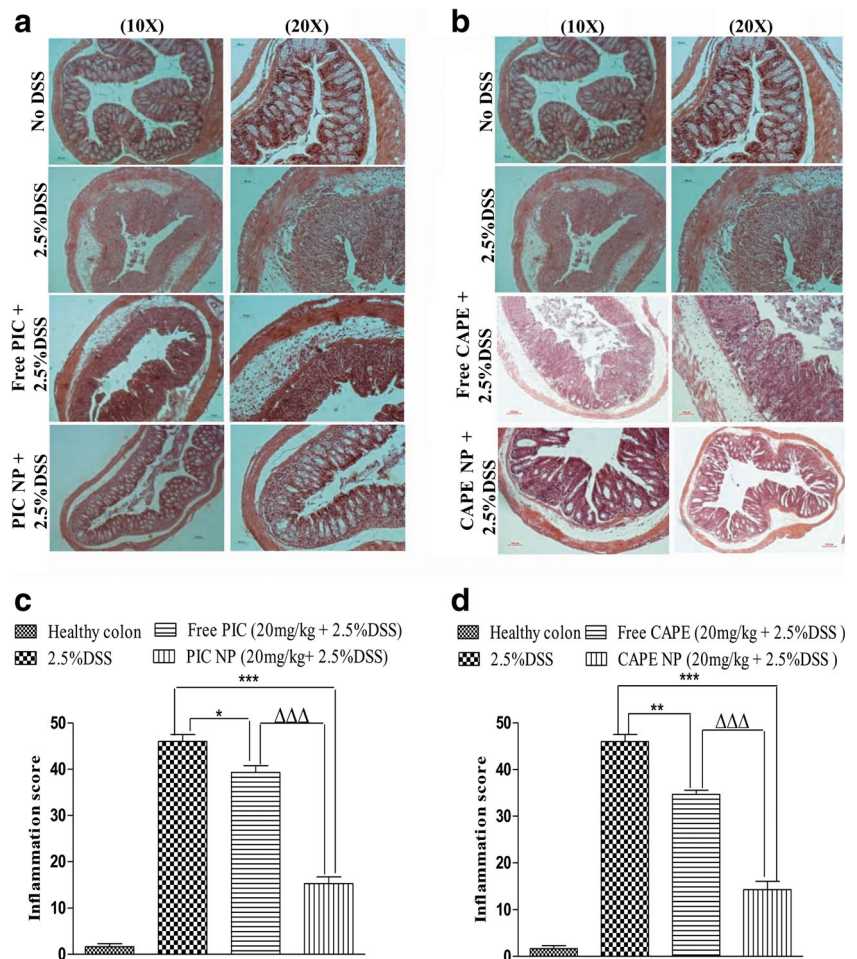 a
(10X)
(20X)
No DSS
2.5%DSS
Free PIC +
2.5%DSS
PIC NP +
2.5%DSS
b
(10X)
(20X)
No DSS
2.5%DSS
Free CAPE +
2.5%DSS
CAPE NP +
2.5%DSS
c
Healthy colon
Free PIC (20mg/kg + 2.5%DSS)
2.5%DSS
PIC NP (20mg/kg+ 2.5%DSS)
***
*
ΔΔΔ
Inflammation score
50
40
30
20
10
0
d
Healthy colon
Free CAPE (20mg/kg + 2.5%DSS )
2.5%DSS
CAPE NP (20mg/kg + 2.5%DSS )
***
**
ΔΔΔ
Inflammation score
50
40
30
20
10
0